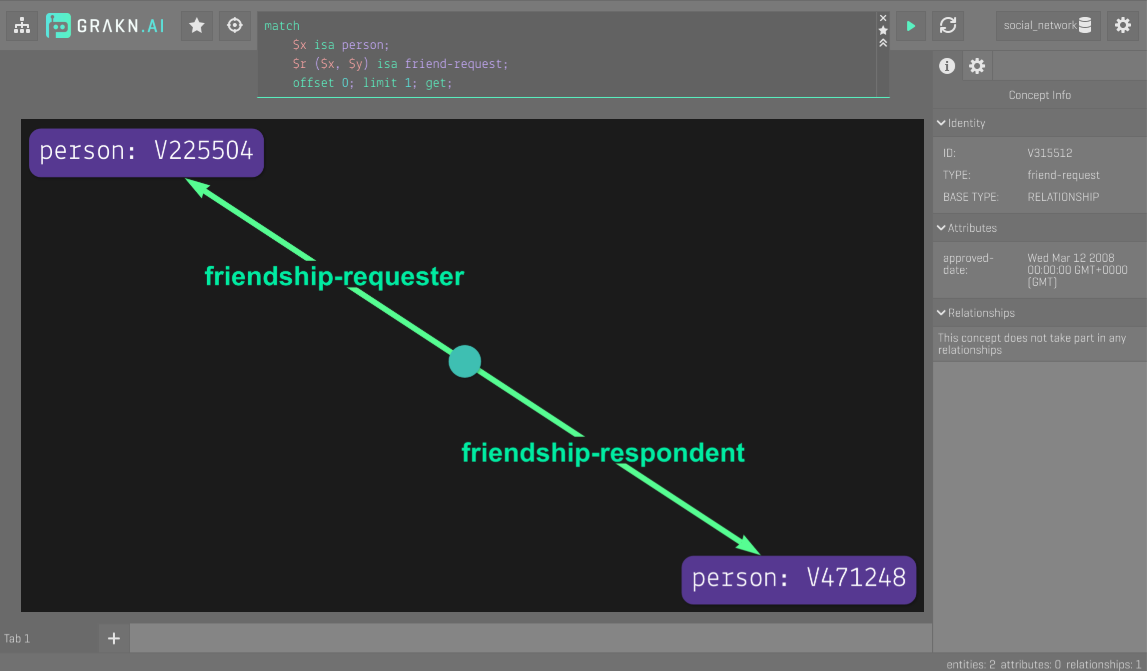 GRAKN.AI
match
$x isa person;
$r ($x, $y) isa friend-request;
offset 0; limit 1; get;
social_network
Concept Info
Identity
ID: V315512
TYPE: friend-request
BASE TYPE: RELATIONSHIP
Attributes
approved-
date:
Wed Mar 12 2008
00:00:00 GMT+0000
[GMT]
Relationships
This concept does not take part in any
relationships
person: V225504
friendship-requester
friendship-respondent
person: V471248
Tab 1
+
entities: 2 attributes: 0 relationships: 1